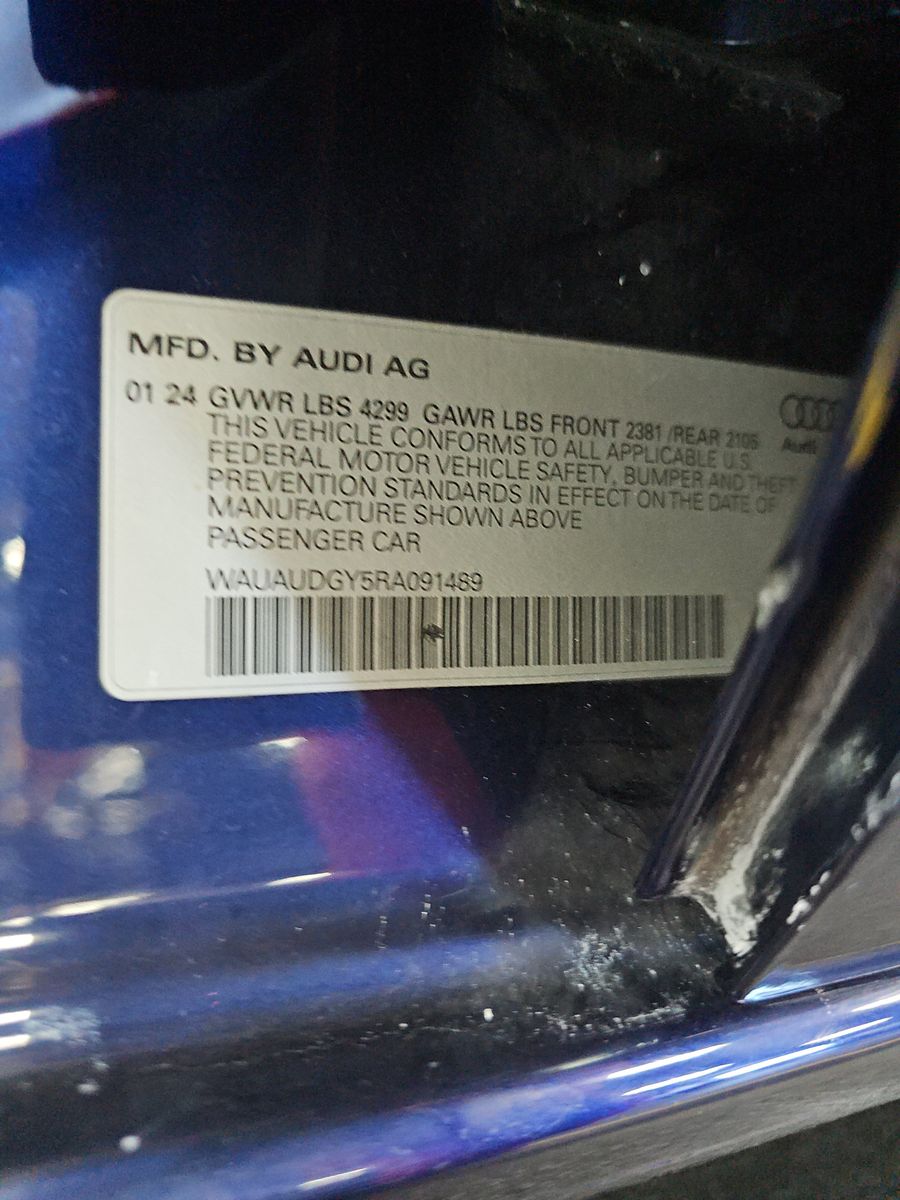 MFD. BY AUDI AG
01 24 GVWR LBS 4299 GAWR LBS FRONT 2381 /REAR 2105
THIS VEHICLE CONFORMS TO ALL APPLICABLE U.S.
FEDERAL MOTOR VEHICLE SAFETY, BUMPER AND THEFT
PREVENTION STANDARDS IN EFFECT ON THE DATE OF
MANUFACTURE SHOWN ABOVE
PASSENGER CAR
WAUAUDGY5RA091489
Audi